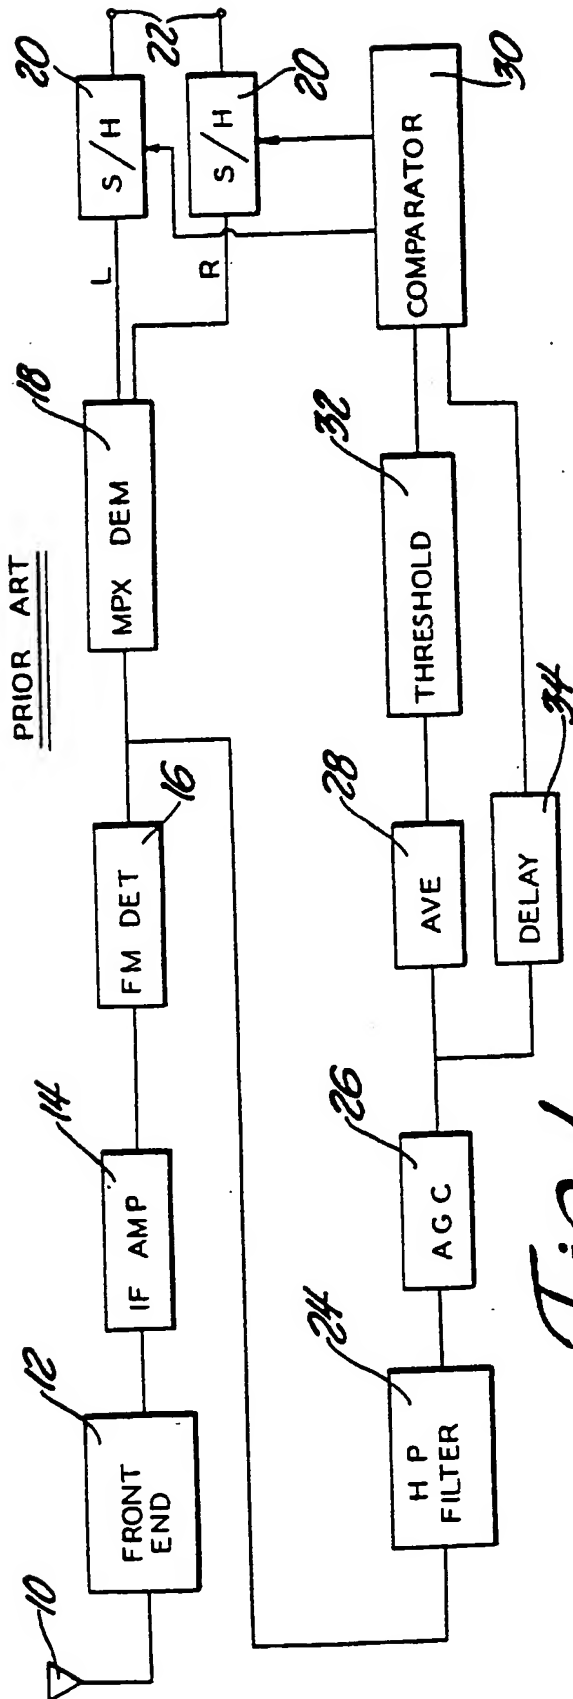 PRIOR ART
10
12
FRONT
END
14
IF AMP
16
FM DET
18
MPX DEM
L
R
20
S/H
20
S/H
22
24
H P
FILTER
26
AGC
28
AVE
32
THRESHOLD
34
DELAY
30
COMPARATOR